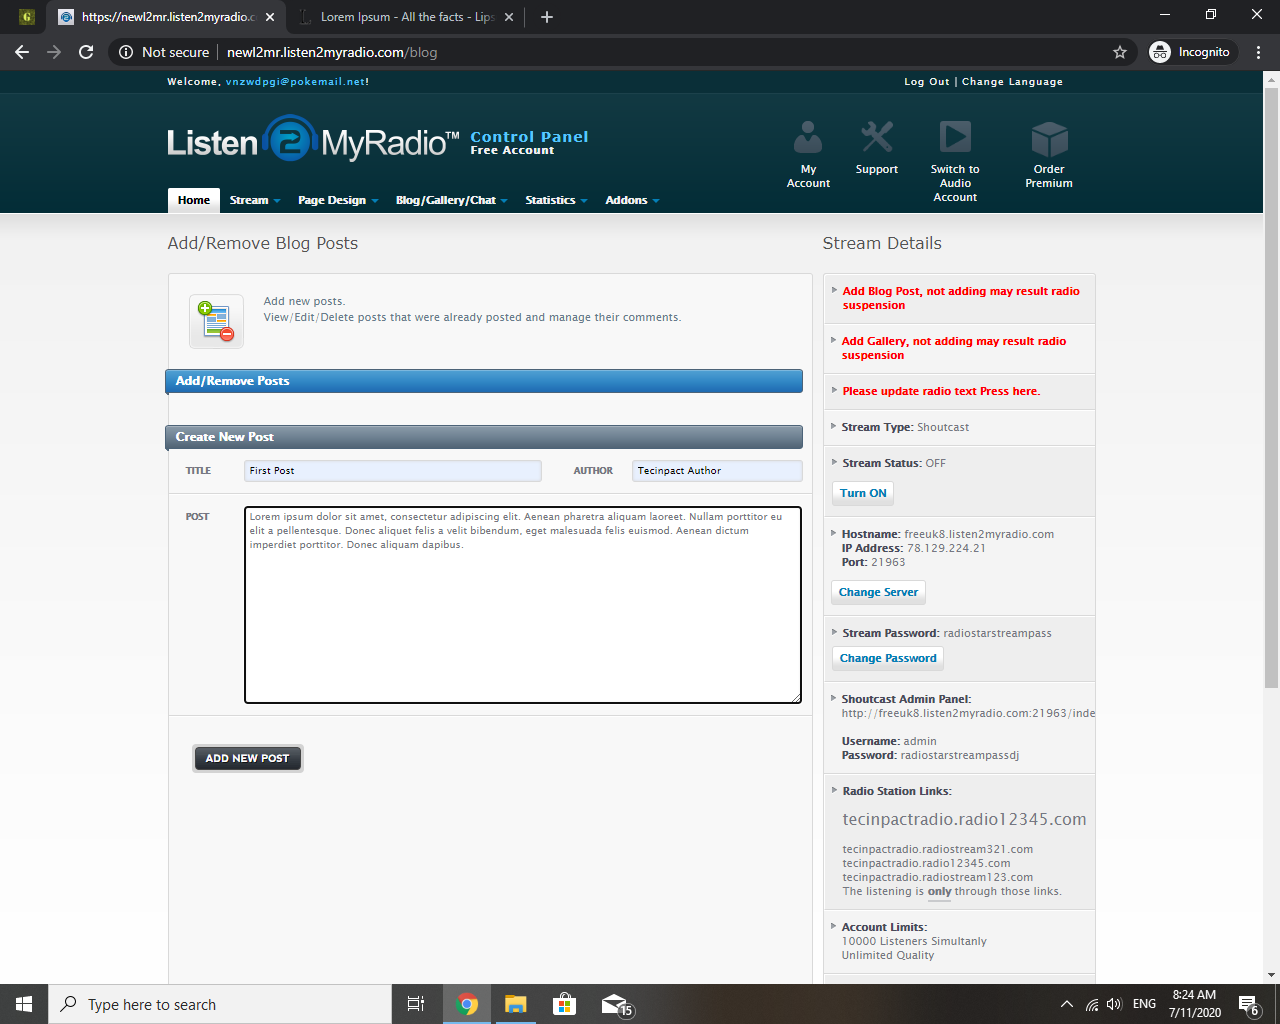 G
https://newl2mr.listen2myradio.c
Lorem Ipsum - All the facts - Lips
Not secure
newl2mr.listen2myradio.com/blog
Incognito
Welcome, vnzwdpgi@pokemail.net!
Log Out | Change Language
Listen 2 MyRadio™
Control Panel
Free Account
My Account
Support
Switch to Audio Account
Order Premium
Home
Stream
Page Design
Blog/Gallery/Chat
Statistics
Addons
Add/Remove Blog Posts
Add new posts.
View/Edit/Delete posts that were already posted and manage their comments.
Add/Remove Posts
Create New Post
TITLE
First Post
AUTHOR
Tecinpact Author
POST
Lorem ipsum dolor sit amet, consectetur adipiscing elit. Aenean pharetra aliquam laoreet. Nullam porttitor eu
elit a pellentesque. Donec aliquet felis a velit bibendum, eget malesuada felis euismod. Aenean dictum
imperdiet porttitor. Donec aliquam dapibus.
ADD NEW POST
Stream Details
Add Blog Post, not adding may result radio
suspension
Add Gallery, not adding may result radio
suspension
Please update radio text Press here.
Stream Type: Shoutcast
Stream Status: OFF
Turn ON
Hostname: freeuk8.listen2myradio.com
IP Address: 78.129.224.21
Port: 21963
Change Server
Stream Password: radiostarstreampass
Change Password
Shoutcast Admin Panel:
http://freeuk8.listen2myradio.com:21963/inde
Username: admin
Password: radiostarstreampassdj
Radio Station Links:
tecinpactradio.radio12345.com
tecinpactradio.radiostream321.com
tecinpactradio.radio12345.com
tecinpactradio.radiostream123.com
The listening is only through those links.
Account Limits:
10000 Listeners Simultanly
Unlimited Quality
Type here to search
15
ENG
8:24 AM
7/11/2020
6